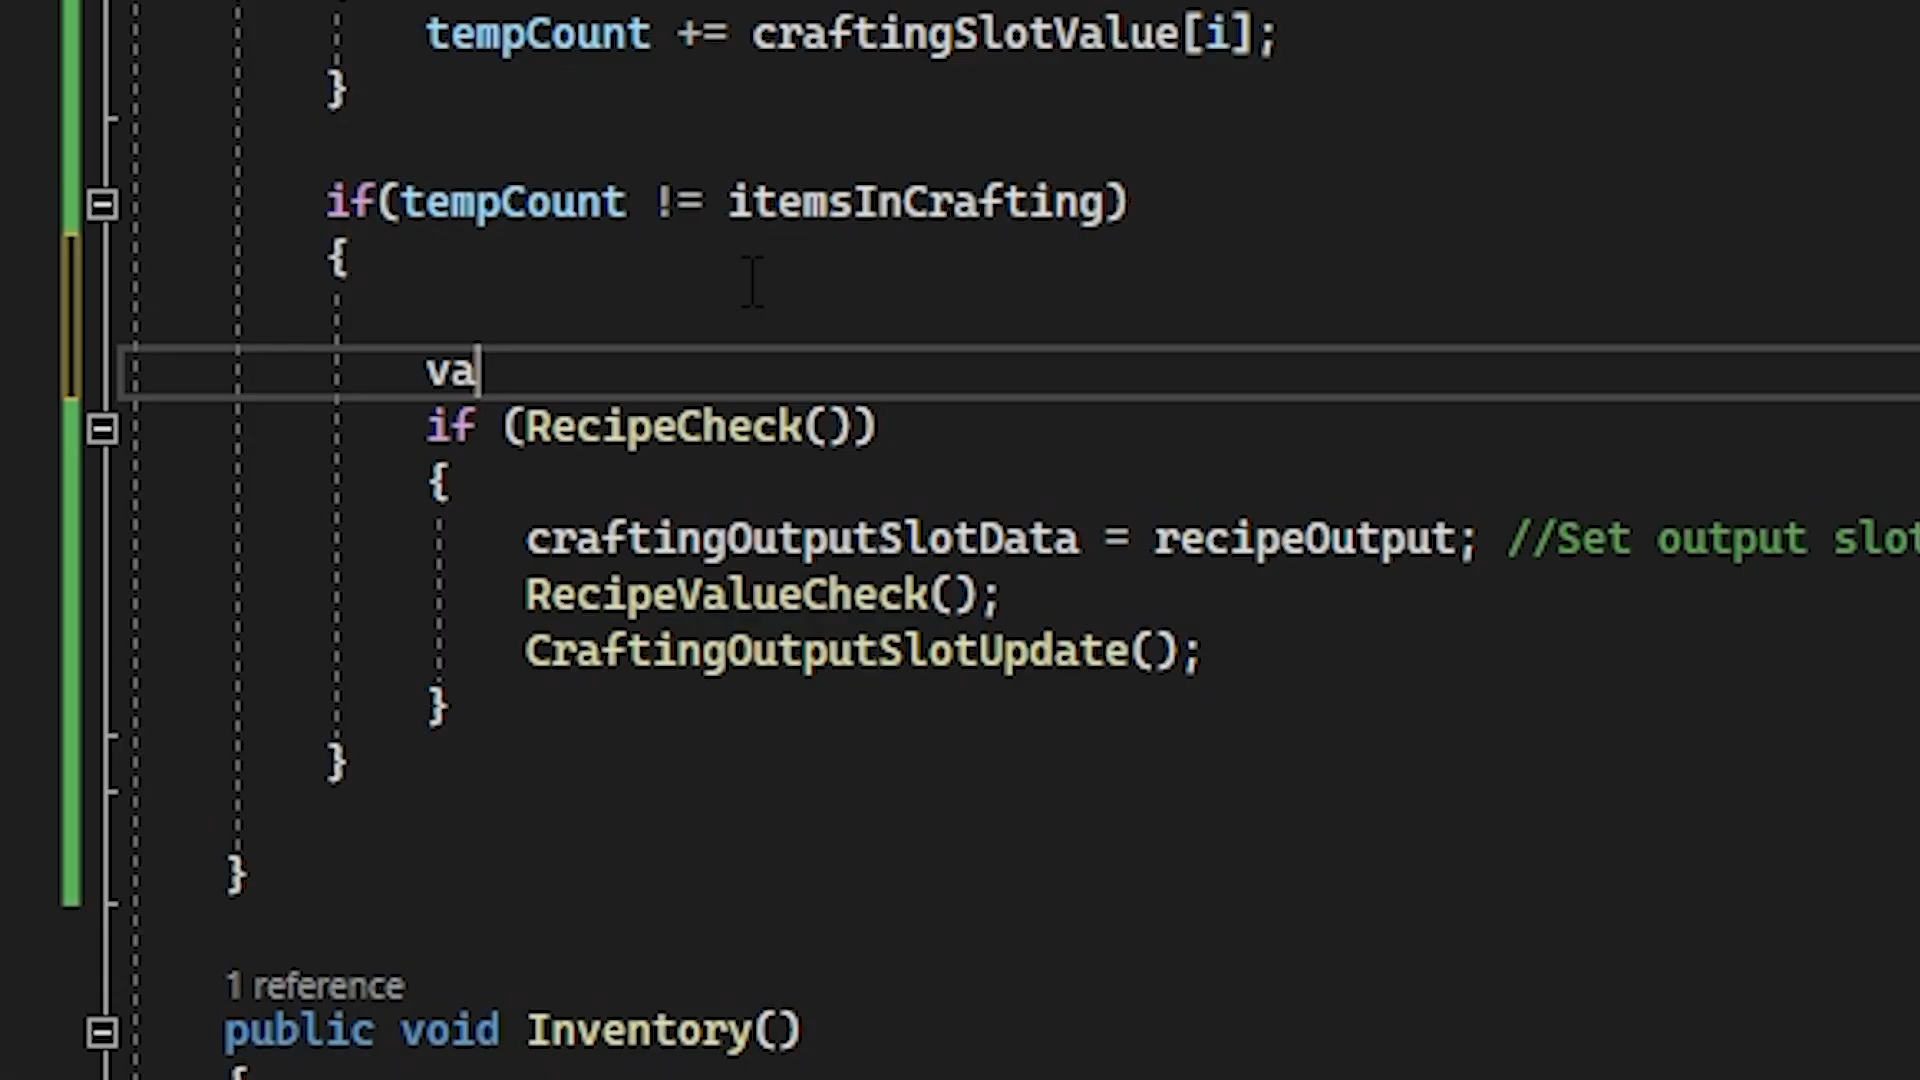 tempCount += craftingSlotValue[i];
}
if(tempCount != itemsInCrafting)
{
va
if (RecipeCheck())
{
craftingOutputSlotData = recipeOutput; //Set output slot
RecipeValueCheck();
CraftingOutputSlotUpdate();
}
}
}
1 reference
public void Inventory()
{